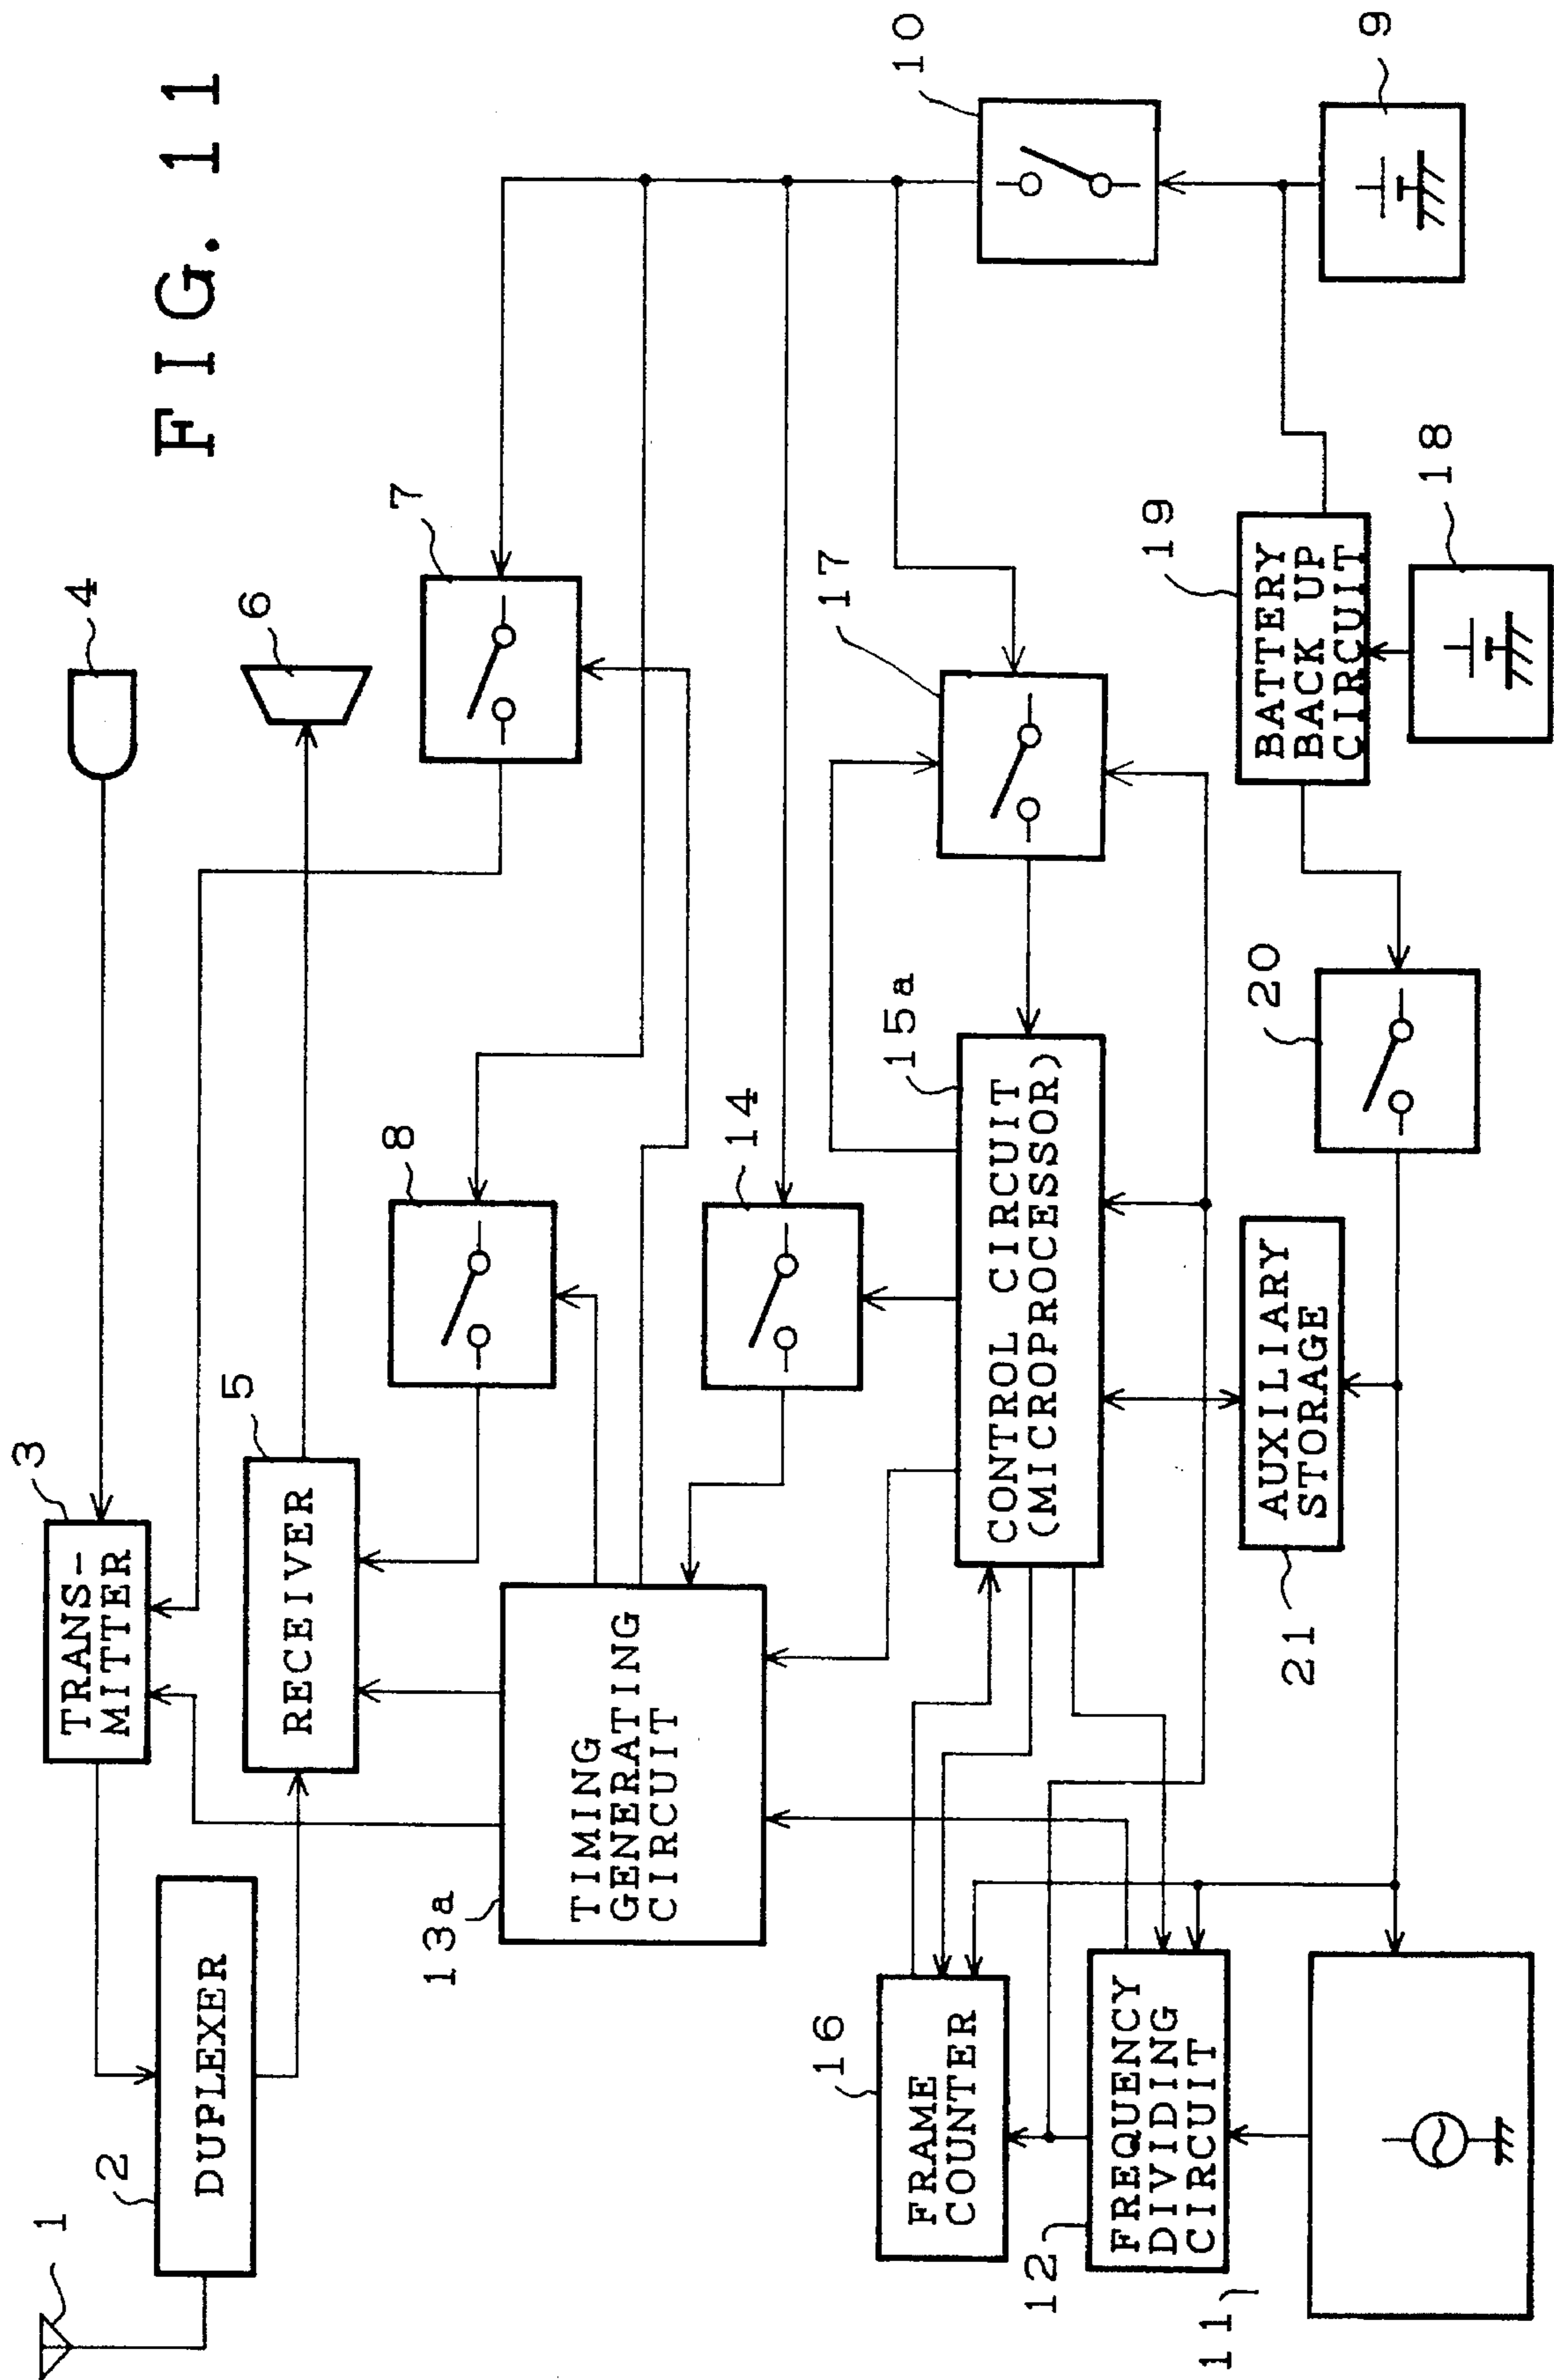 FIG. 11
1
2
DUPLEXER
3
TRANS-
MITTER
4
5
RECEIVER
6
7
8
13a
TIMING
GENERATING
CIRCUIT
14
10
9
16
FRAME
COUNTER
12
FREQUENCY
DIVIDING
CIRCUIT
11
15a
CONTROL CIRCUIT
(MICROPROCESSOR)
17
21
AUXILIARY
STORAGE
20
19
BATTERY
BACK UP
CIRCUIT
18